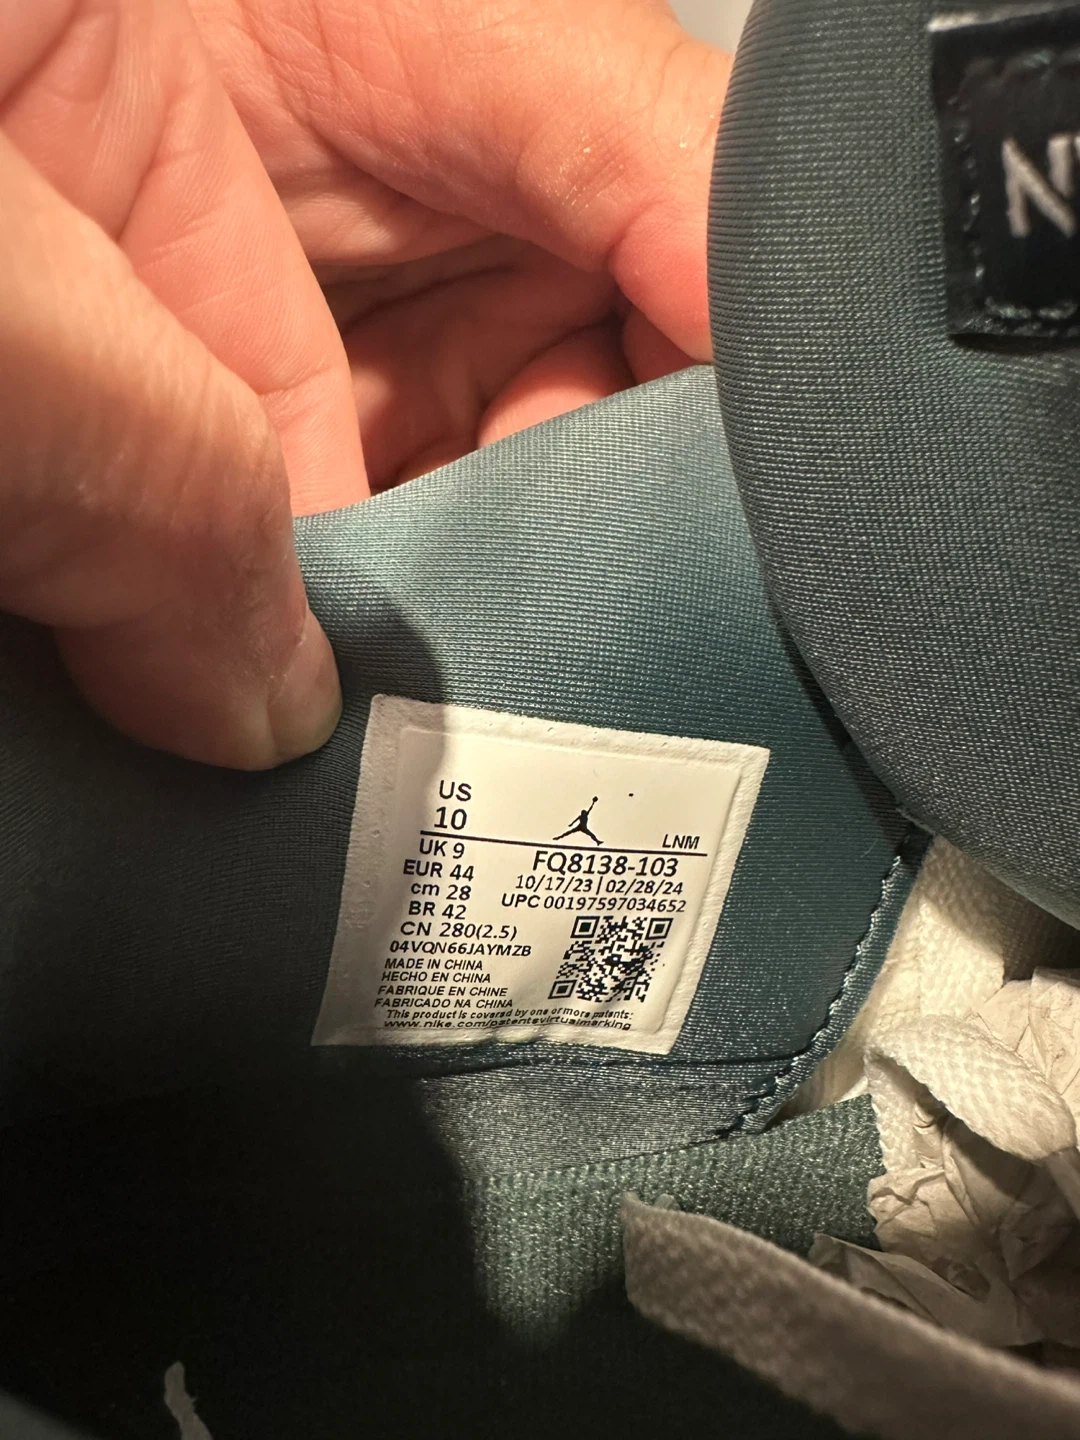 US
10
LNM
UK 9
FQ8138-103
EUR 44
10/17/23 | 02/28/24
cm 28
UPC 00197597034652
BR 42
CN 280(2.5)
04VQN66JAYMZB
MADE IN CHINA
HECHO EN CHINA
FABRIQUE EN CHINE
FABRICADO NA CHINA
This product is covered by one or more patents:
www.nike.com/patentsvirtualmarking